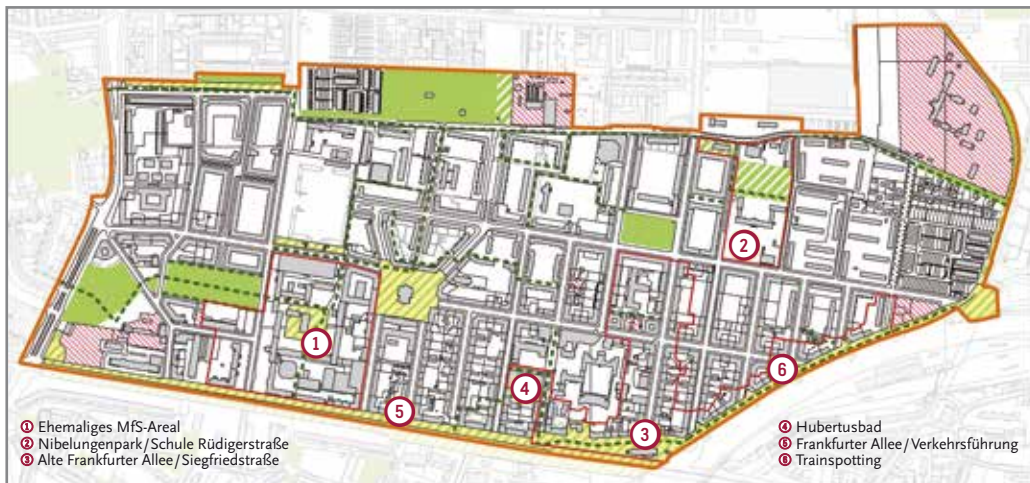 1
2
3
4
5
6
① Ehemaliges MfS-Areal
② Nibelungenpark/Schule Rüdigerstraße
③ Alte Frankfurter Allee/Siegfriedstraße
④ Hubertusbad
⑤ Frankfurter Allee/Verkehrsführung
⑥ Trainspotting